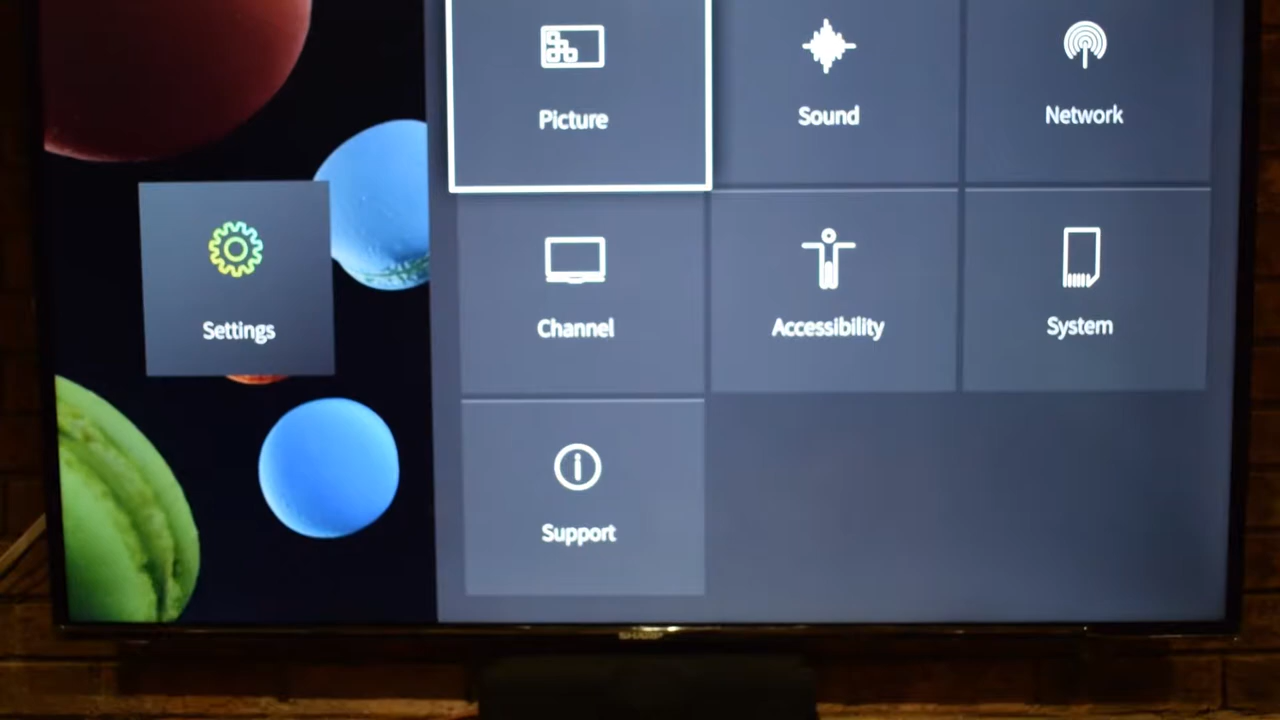 Picture
Sound
Network
Settings
Channel
Accessibility
System
Support